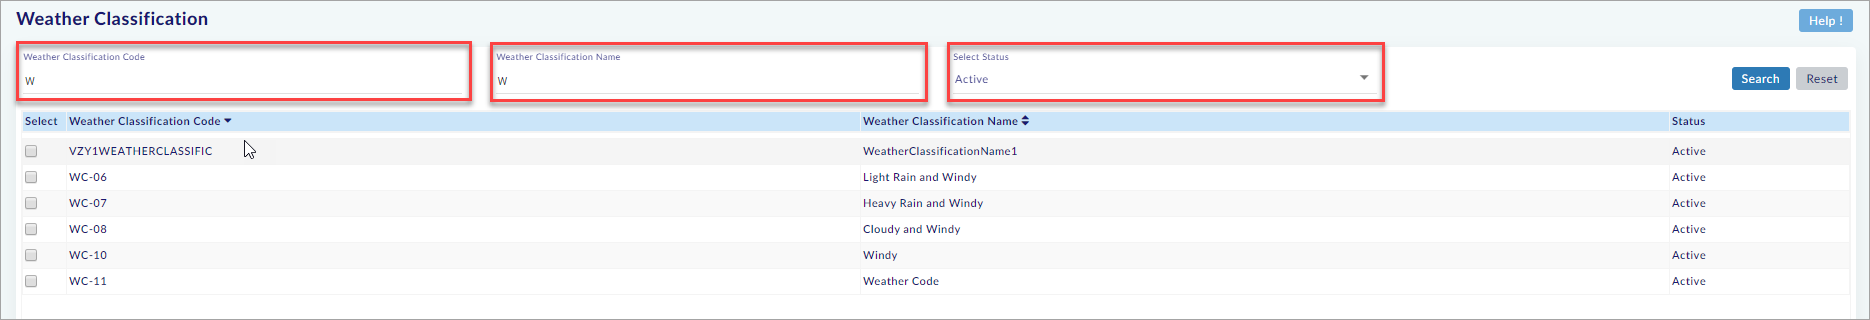 Weather Classification
Help !
Weather Classification Code Weather Classification Name Select Status
W W Active
Search Reset
Select Weather Classification Code Weather Classification Name Status
VZY1WEATHERCLASSIFIC WeatherClassificationName1 Active
WC-06 Light Rain and Windy Active
WC-07 Heavy Rain and Windy Active
WC-08 Cloudy and Windy Active
WC-10 Windy Active
WC-11 Weather Code Active